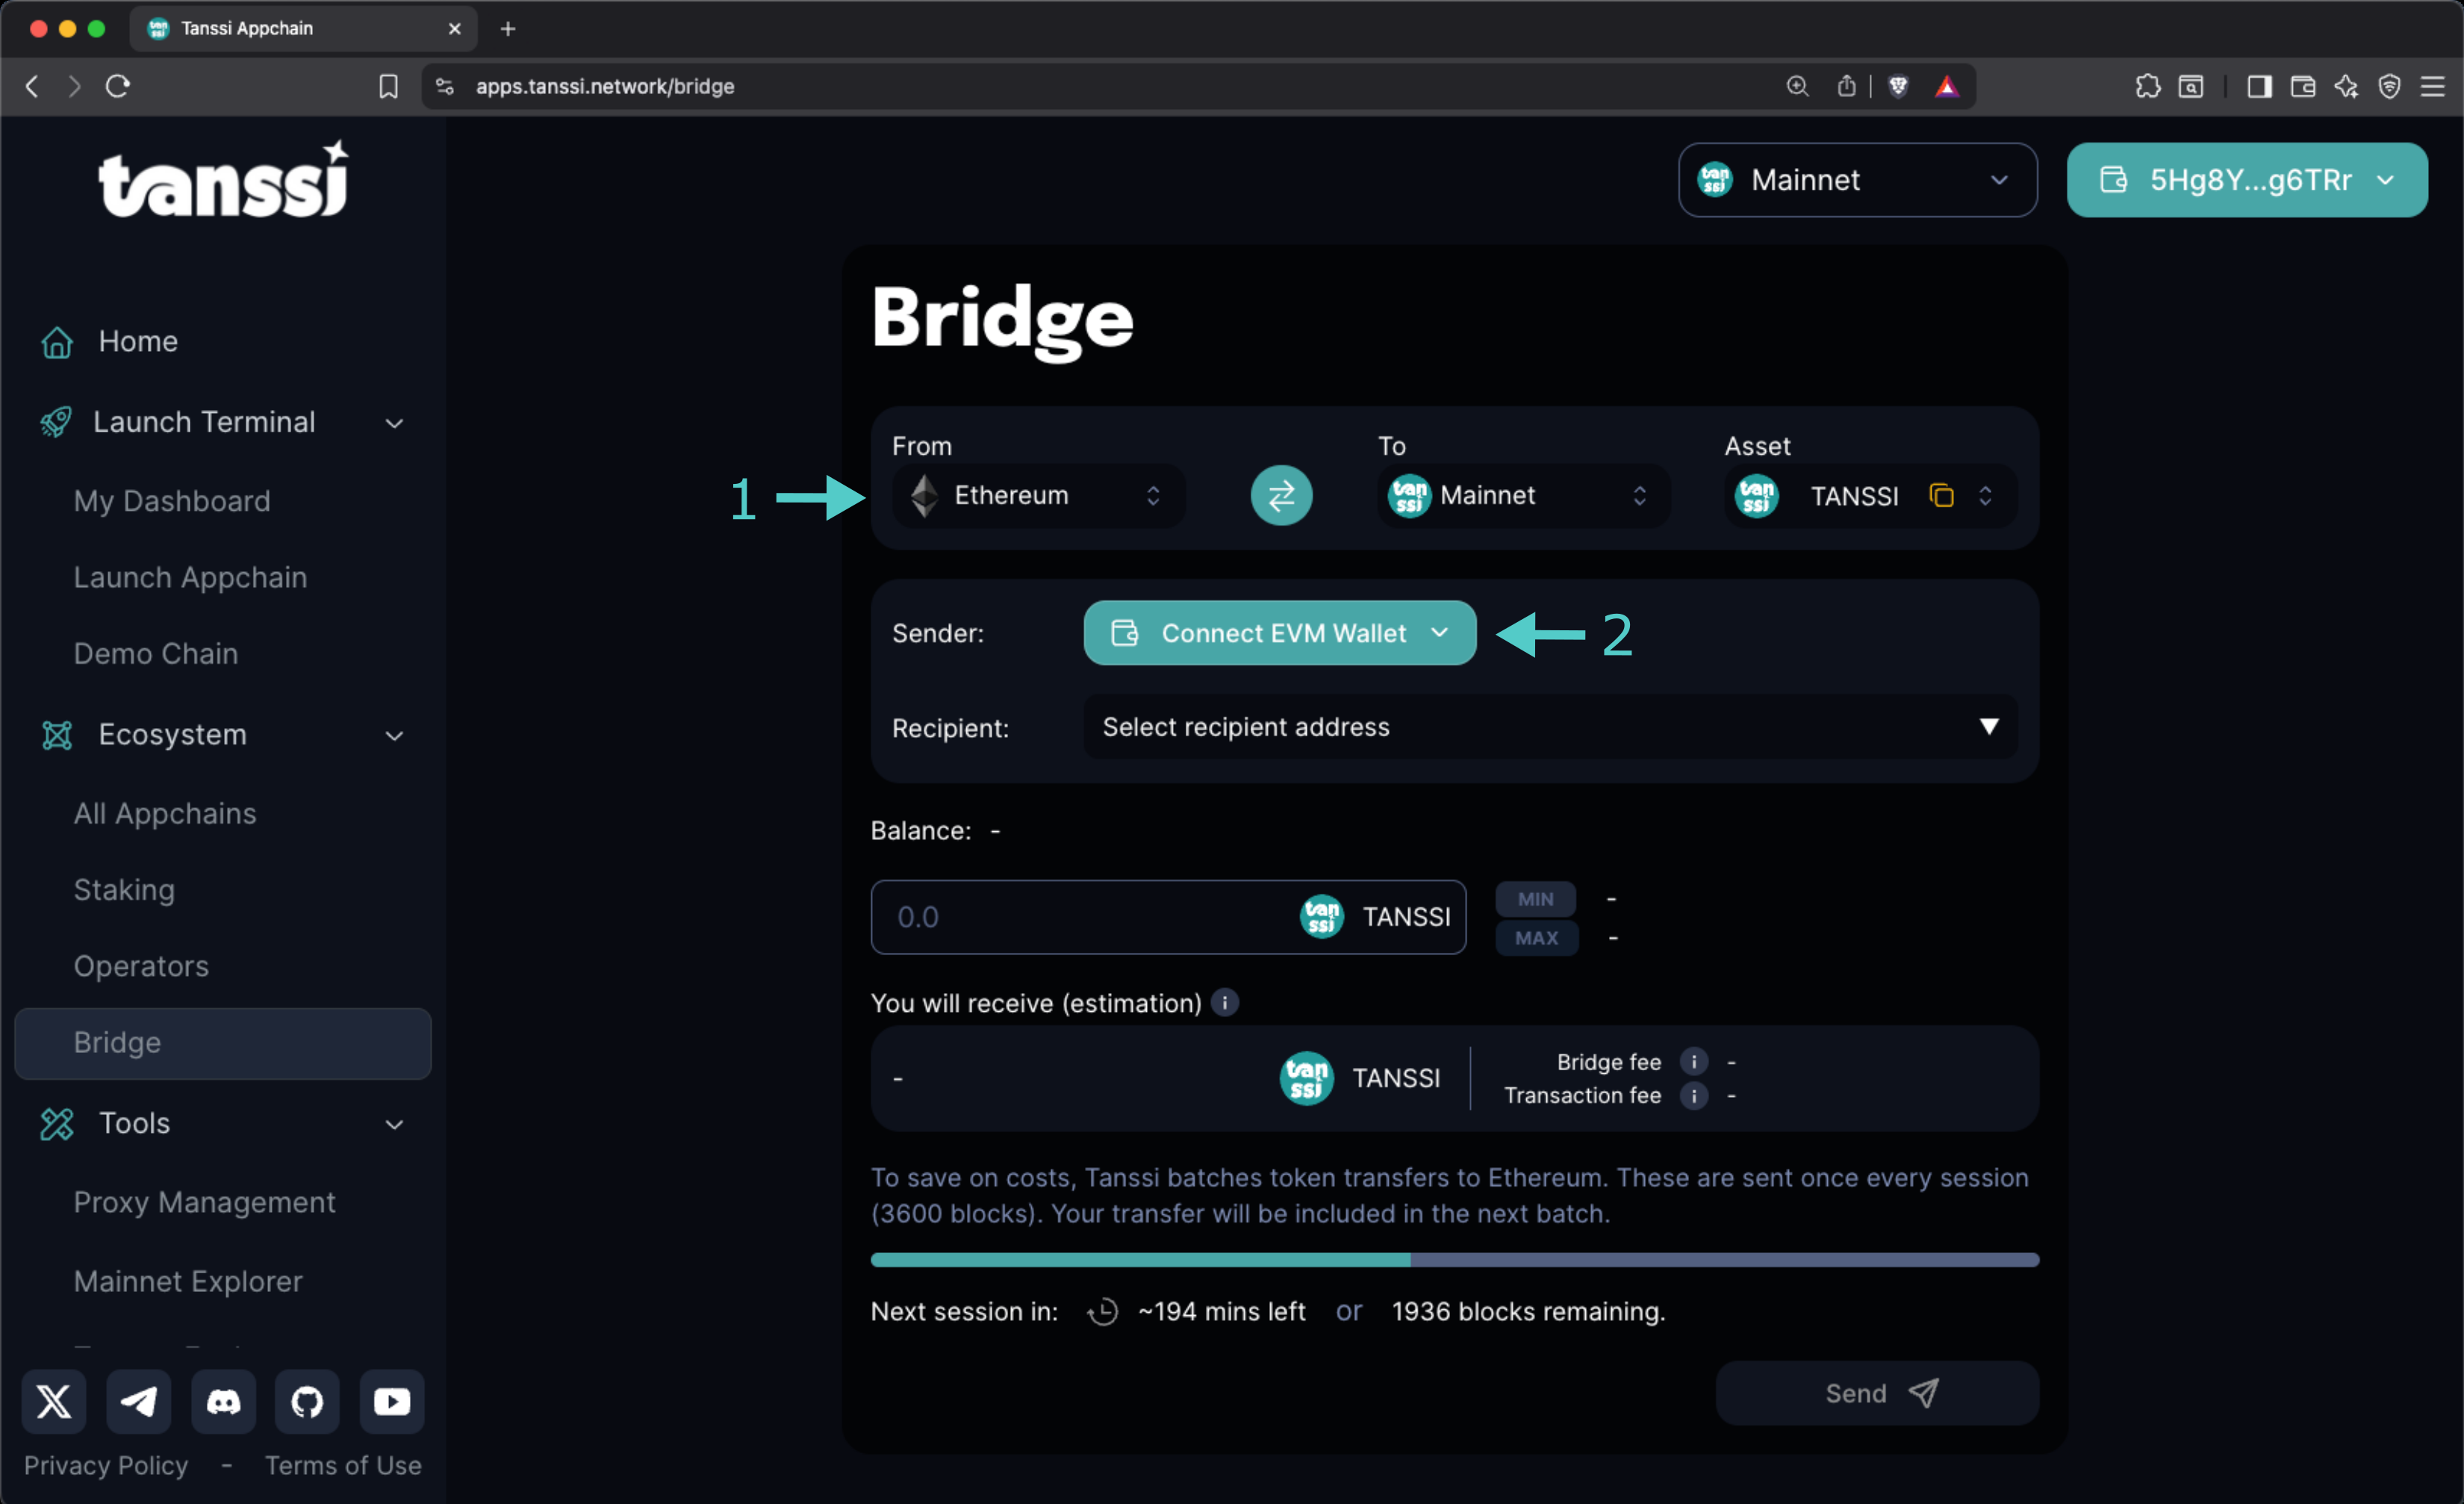 Tanssi Appchain
apps.tanssi.network/bridge
tanssi
Mainnet
5Hg8Y...g6TRr
Home
Launch Terminal
My Dashboard
Launch Appchain
Demo Chain
Ecosystem
All Appchains
Staking
Operators
Bridge
Tools
Proxy Management
Mainnet Explorer
Privacy Policy - Terms of Use
Bridge
From To Asset
1 Ethereum Mainnet TANSSI
Sender: Connect EVM Wallet 2
Recipient: Select recipient address
Balance: -
0.0 TANSSI MIN -
MAX -
You will receive (estimation)
- TANSSI Bridge fee -
Transaction fee -
To save on costs, Tanssi batches token transfers to Ethereum. These are sent once every session
(3600 blocks). Your transfer will be included in the next batch.
Next session in: ~194 mins left or 1936 blocks remaining.
Send